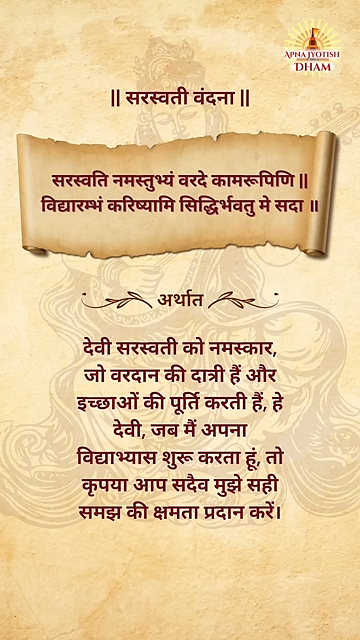 APNA JYOTISH
DHAM
|| सरस्वती वंदना ||
सरस्वति नमस्तुभ्यं वरदे कामरूपिणि ||
विद्यारम्भं करिष्यामि सिद्धिर्भवतु मे सदा ॥
अर्थात
देवी सरस्वती को नमस्कार,
जो वरदान की दात्री हैं और
इच्छाओं की पूर्ति करती हैं, हे
देवी, जब मैं अपना
विद्याभ्यास शुरू करता हूं, तो
कृपया आप सदैव मुझे सही
समझ की क्षमता प्रदान करें।